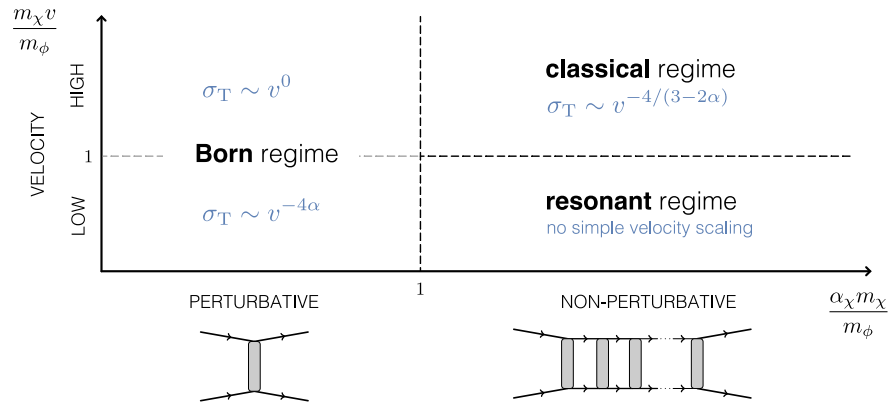 m_χ v / m_φ
VELOCITY
HIGH
1
LOW
σ_T ~ v^0
Born regime
σ_T ~ v^{-4α}
classical regime
σ_T ~ v^{-4/(3-2α)}
resonant regime
no simple velocity scaling
PERTURBATIVE
1
NON-PERTURBATIVE
α_χ m_χ / m_φ